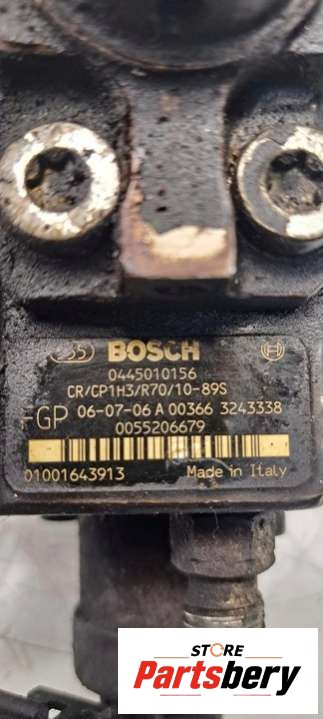 BOSCH
0445010156
CR/CP1H3/R70/10-89S
FGP 06-07-06 A 00366 3243338
0055206679
01001643913 Made in Italy
STORE
Partsbery